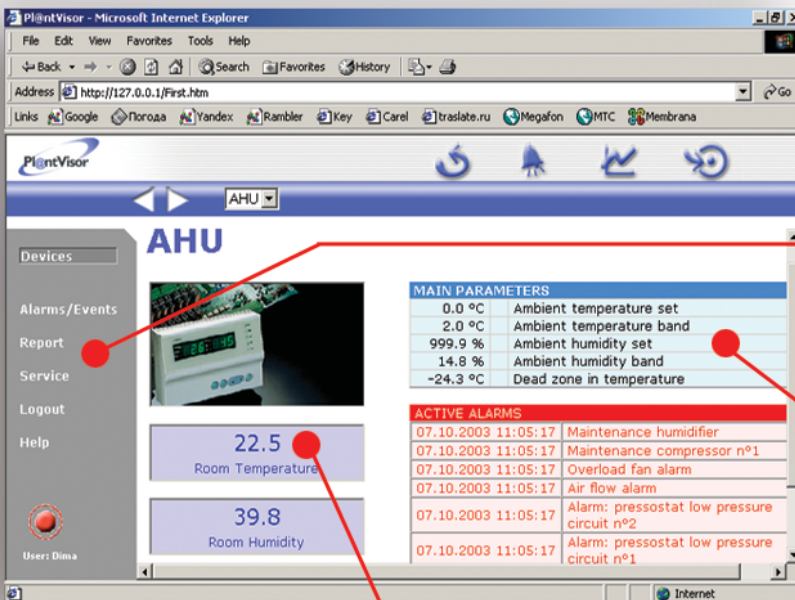 Pl@ntVisor - Microsoft Internet Explorer
File Edit View Favorites Tools Help
Back Search Favorites History
Address http://127.0.0.1/First.htm Go
Links Google Погода Yandex Rambler Key Carel traslate.ru Megafon МТС Membrana
Pl@ntVisor
AHU
AHU
Devices
Alarms/Events
Report
Service
Logout
Help
User: Dima
22.5
Room Temperature
39.8
Room Humidity
MAIN PARAMETERS
0.0 ºC Ambient temperature set
2.0 ºC Ambient temperature band
999.9 % Ambient humidity set
14.8 % Ambient humidity band
-24.3 ºC Dead zone in temperature
ACTIVE ALARMS
07.10.2003 11:05:17 Maintenance humidifier
07.10.2003 11:05:17 Maintenance compressor nº1
07.10.2003 11:05:17 Overload fan alarm
07.10.2003 11:05:17 Air flow alarm
07.10.2003 11:05:17 Alarm: pressostat low pressure
circuit nº2
07.10.2003 11:05:17 Alarm: pressostat low pressure
circuit nº1
Internet